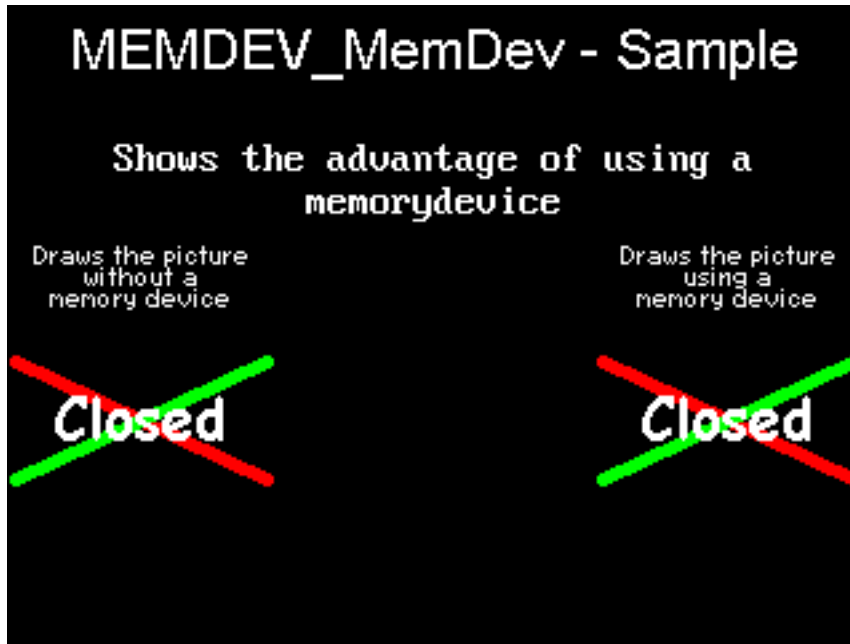 MEMDEV_MemDev - Sample
Shows the advantage of using a
memorydevice
Draws the picture
without a
memory device
Draws the picture
using a
memory device
Closed
Closed